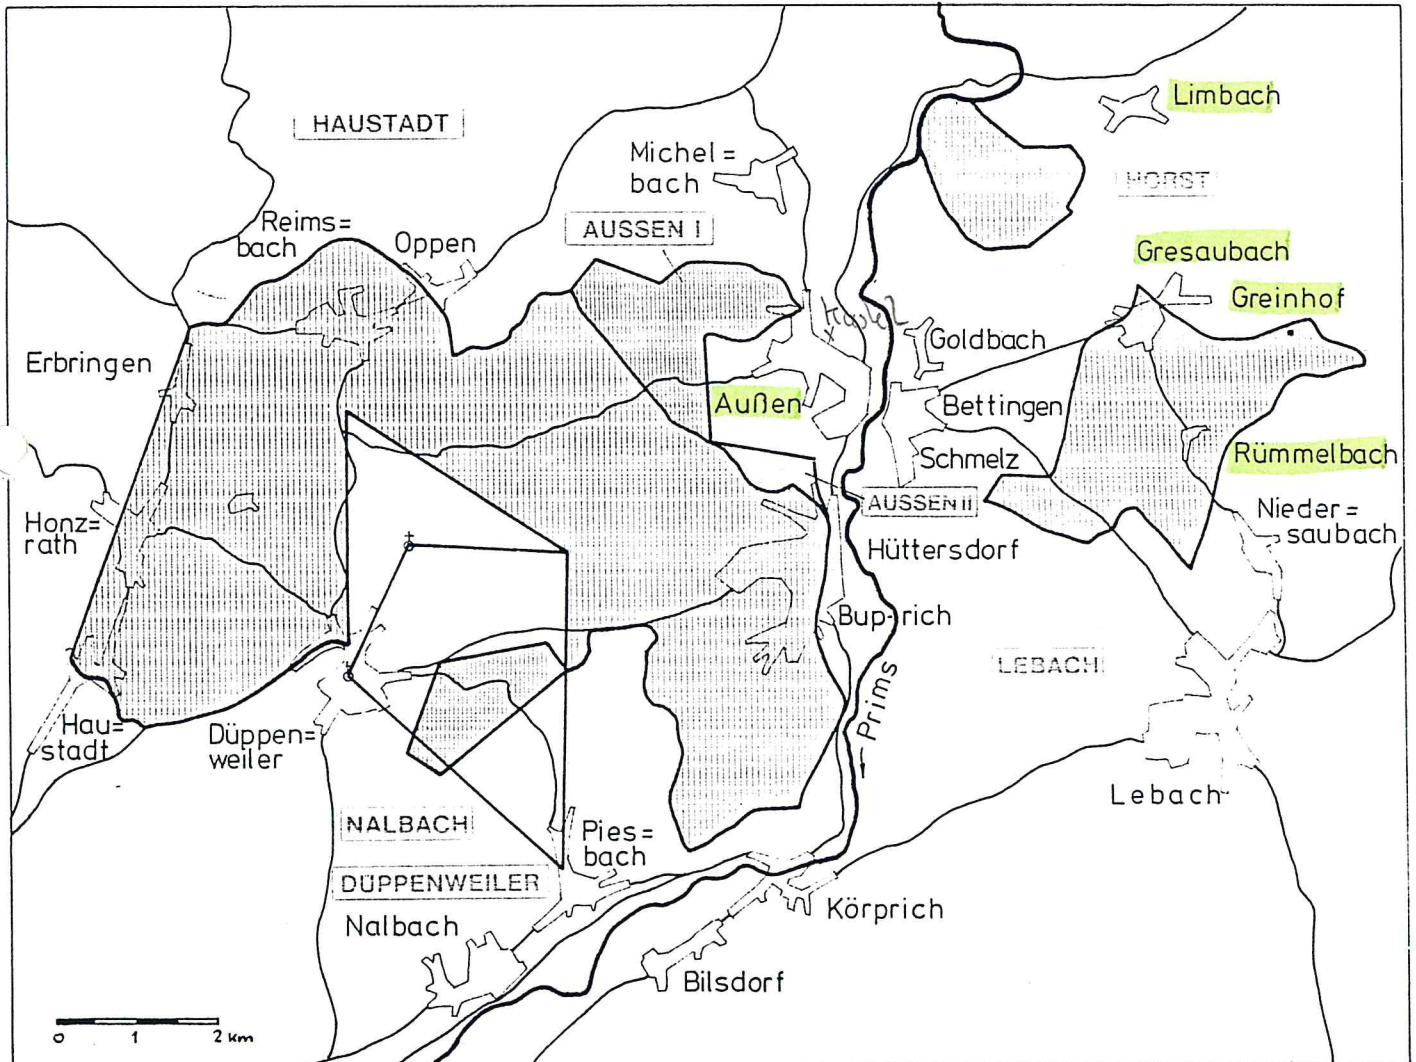 Limbach
HAUSTADT
Michel=
bach
HORST
Reims=
bach
Oppen
AUSSEN I
Gresaubach
Greinhof
Goldbach
Erbringen
Außen
Bettingen
Schmelz
Rümmelbach
AUSSEN II
Honz=
rath
Nieder=
saubach
Hüttersdorf
Bup-rich
LEBACH
Prims
Hau=
stadt
Düppen=
weiler
Lebach
NALBACH
Pies=
bach
DÜPPENWEILER
Körprich
Nalbach
Bilsdorf
0 1 2 km